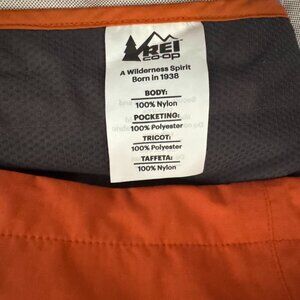 REI
CO·OP
A Wilderness Spirit
Born in 1938
BODY:
100% Nylon
POCKETING:
100% Polyester
TRICOT:
100% Polyester
TAFFETA:
100% Nylon